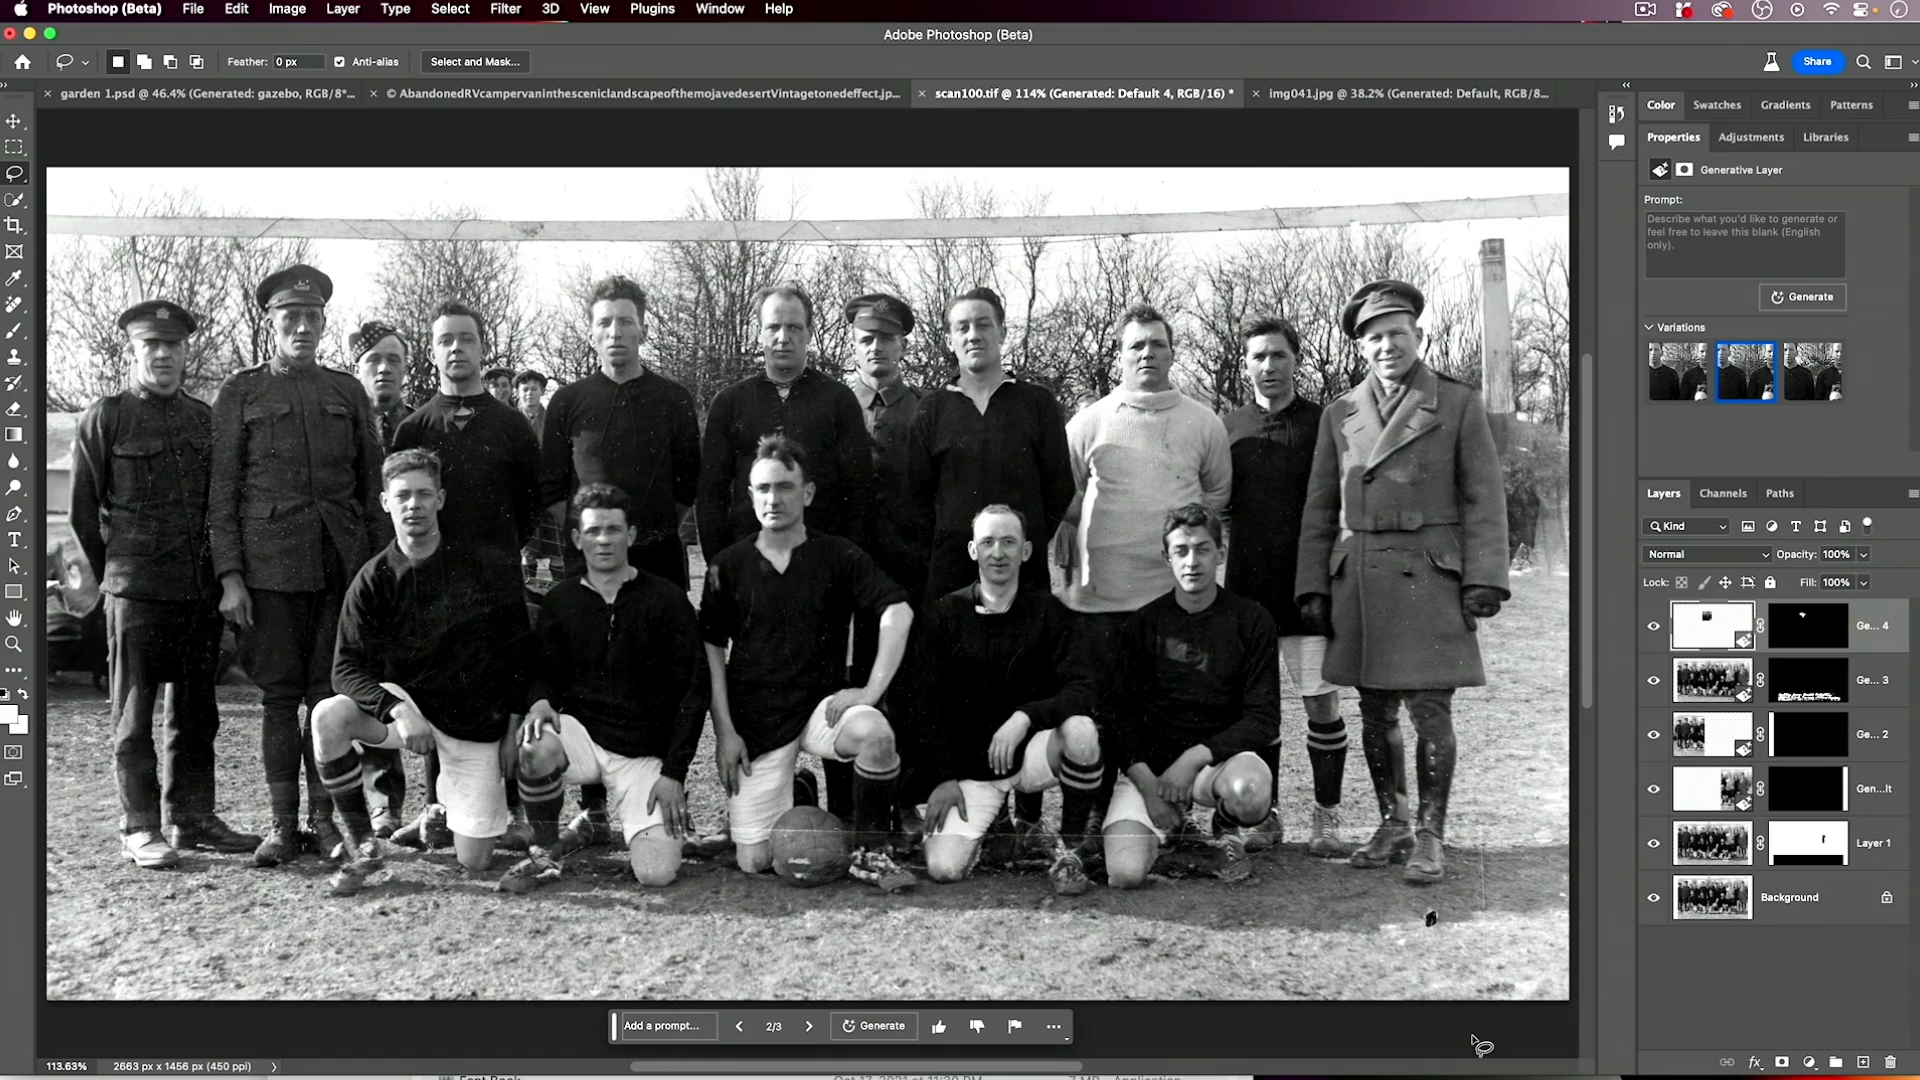 Photoshop (Beta) File Edit Image Layer Type Select Filter 3D View Plugins Window Help
Adobe Photoshop (Beta)
Feather: 0 px Anti-alias Select and Mask... Share
garden 1.psd @ 46.4% (Generated: gazebo, RGB/8*... © AbandonedRVcampervaninthesceniclandscapeofthemojavedesertVintagetonedeffect.jp... scan100.tif @ 114% (Generated: Default 4, RGB/16) * img041.jpg @ 38.2% (Generated: Default, RGB/8...
Color Swatches Gradients Patterns
Properties Adjustments Libraries
Generative Layer
Prompt:
Describe what you'd like to generate or
feel free to leave this blank (English
only).
Generate
Variations
Layers Channels Paths
Kind
Normal Opacity: 100%
Lock: Fill: 100%
Ge... 4
Ge... 3
Ge... 2
Gen...lt
Layer 1
Background
Add a prompt... 2/3 Generate ...
113.63% 2663 px x 1456 px (450 ppi)